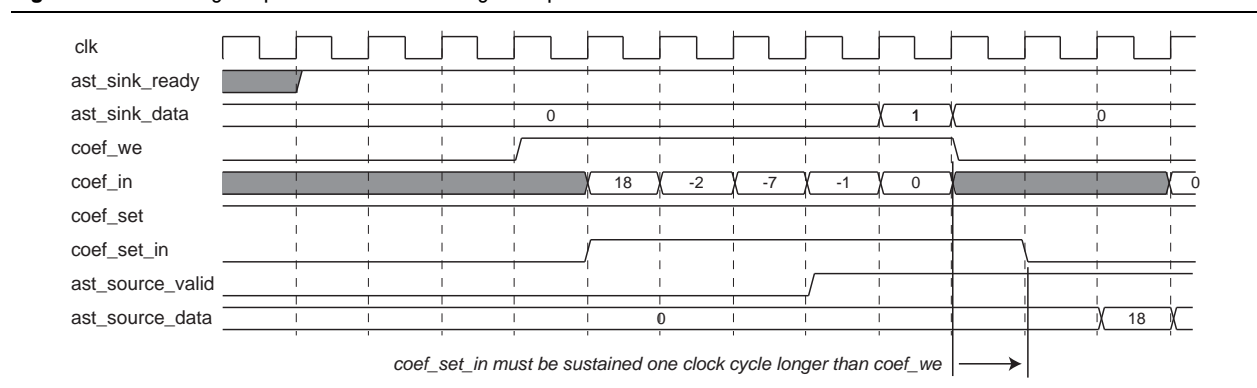 clk
ast_sink_ready
ast_sink_data 0 1 0
coef_we
coef_in 18 -2 -7 -1 0 0
coef_set
coef_set_in
ast_source_valid
ast_source_data 0 18
coef_set_in must be sustained one clock cycle longer than coef_we